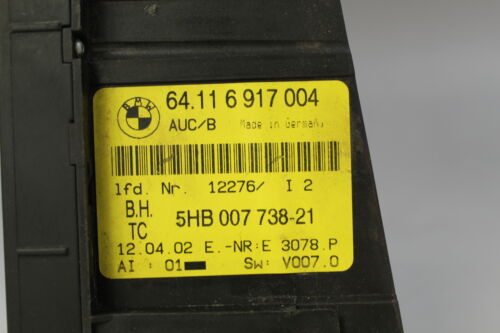 BMW
64.11 6 917 004
AUC/B Made in Germany
lfd. Nr. 12276/ I 2
B.H.
TC 5HB 007 738-21
12.04.02 E.-NR:E 3078.P
AI : 01 SW: V007.0